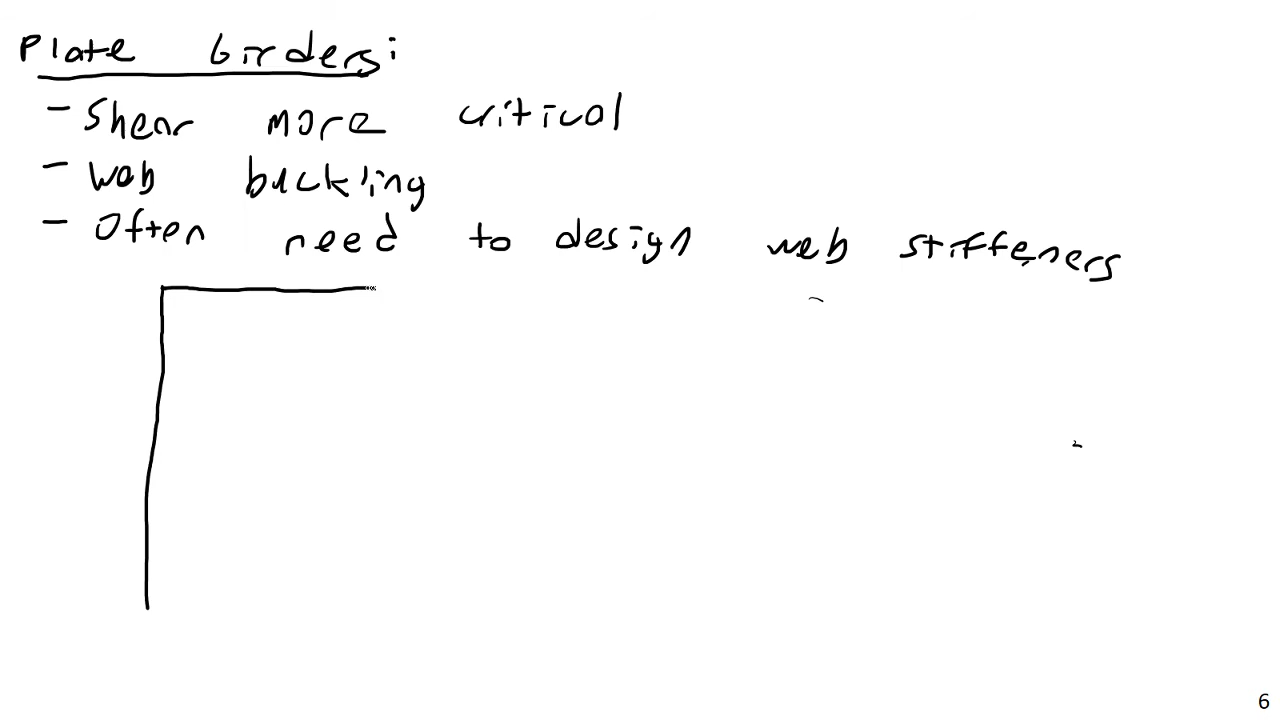 Plate Girders:
- Shear more critical
- Web buckling
- Often need to design web stiffeners
6